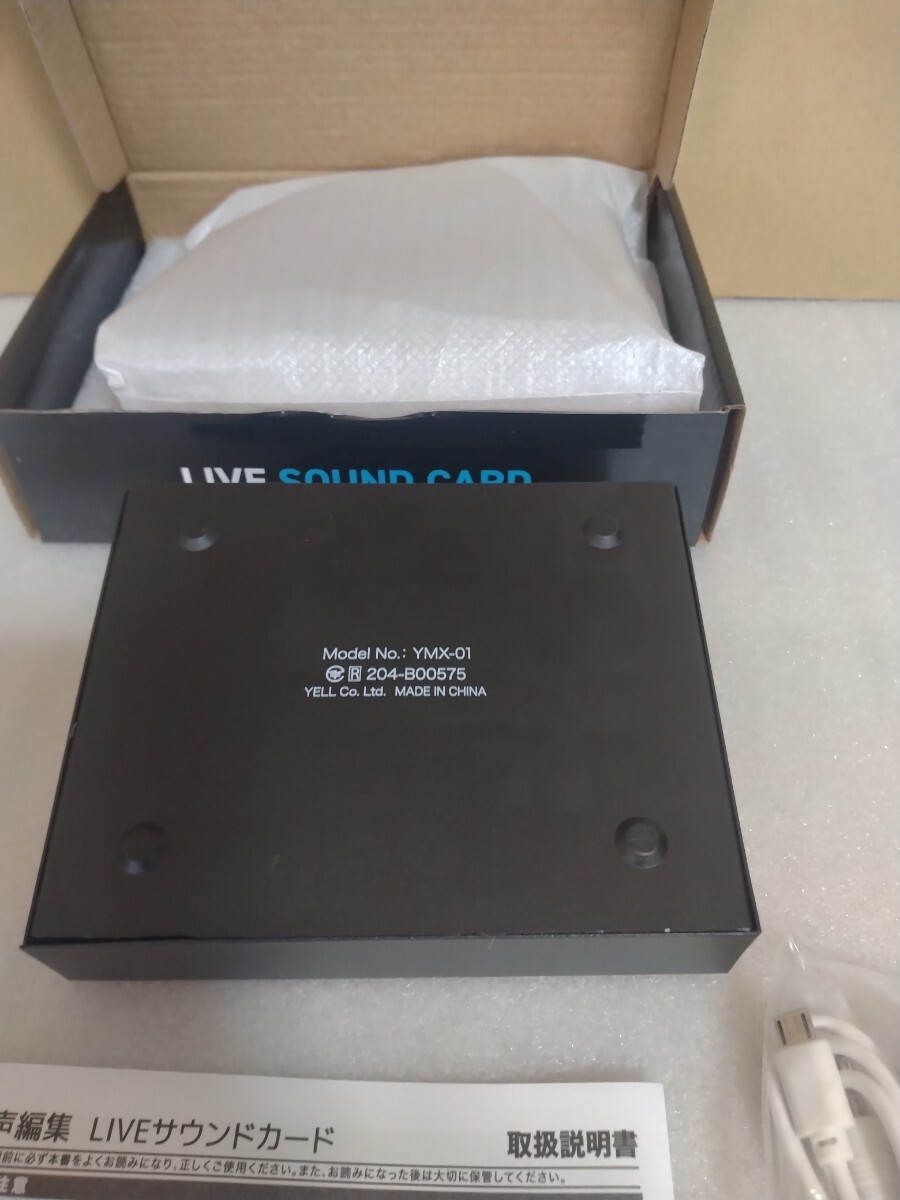 LIVE SOUND CARD
Model No.: YMX-01
R 204-B00575
YELL Co. Ltd. MADE IN CHINA
声編集 LIVEサウンドカード 取扱説明書
前に必ず本書をよくお読みになり、正しくご使用ください。また、お読みになった後は大切に保管してください。
注意